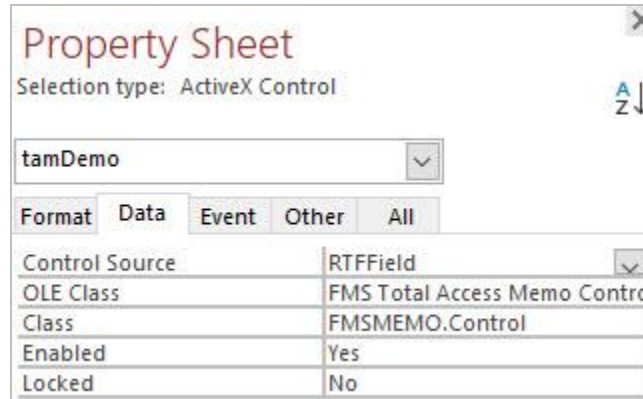 Property Sheet
Selection type: ActiveX Control
A
Z
tamDemo
Format Data Event Other All
Control Source RTFField
OLE Class FMS Total Access Memo Contro
Class FMSMEMO.Control
Enabled Yes
Locked No